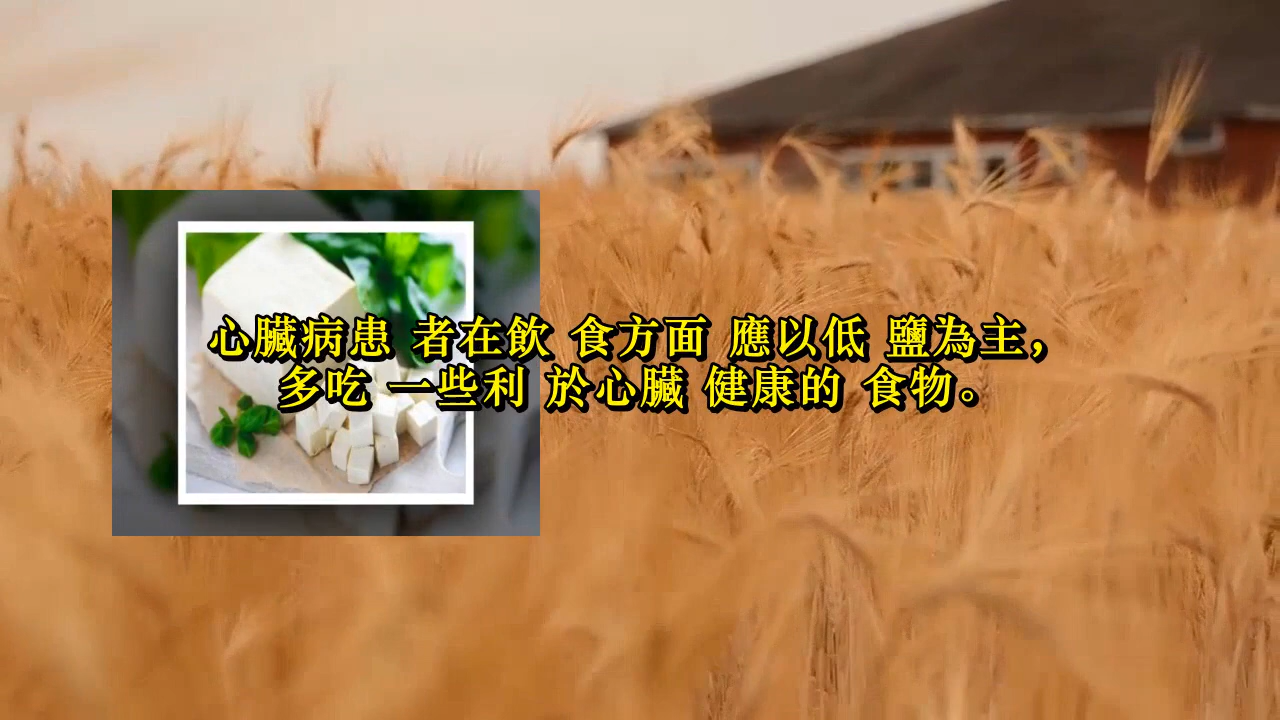 心臟病患 者在飲 食方面 應以低 鹽為主，
多吃 一些利 於心臟 健康的 食物。